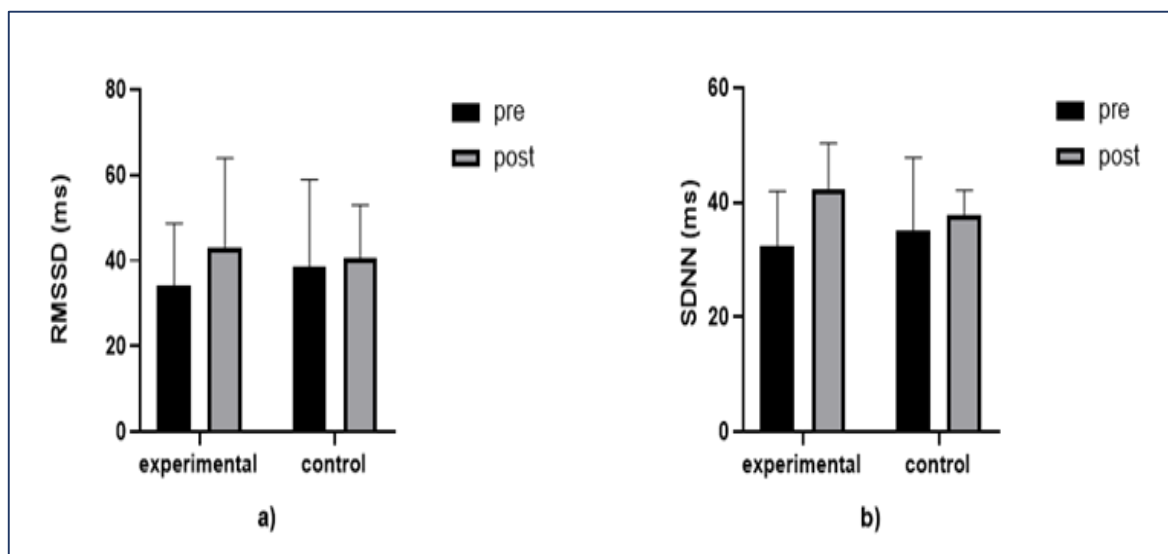 RMSSD (ms)
80
60
40
20
0
experimental
control
pre
post
a)
SDNN (ms)
60
40
20
0
experimental
control
pre
post
b)